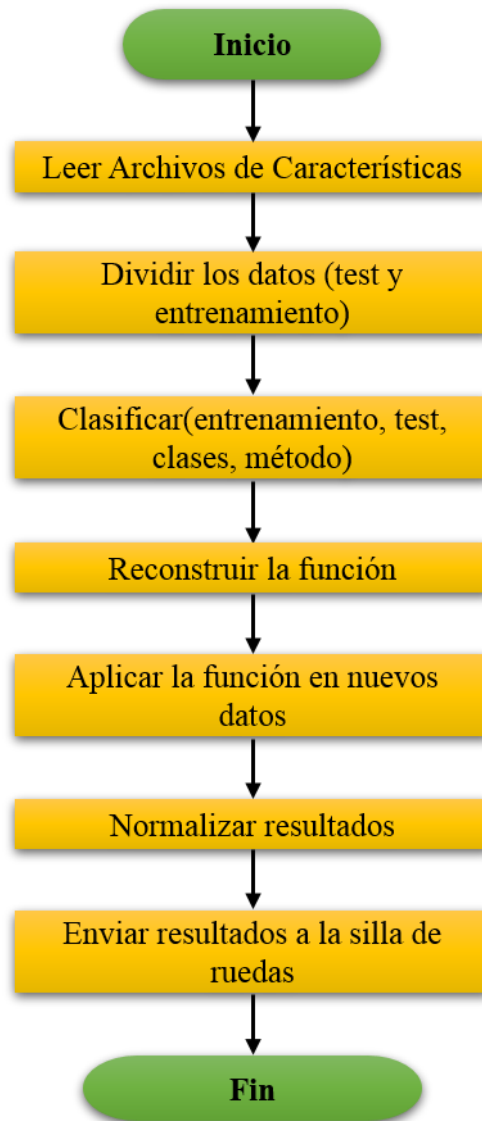 Inicio
Leer Archivos de Características
Dividir los datos (test y
entrenamiento)
Clasificar(entrenamiento, test,
clases, método)
Reconstruir la función
Aplicar la función en nuevos
datos
Normalizar resultados
Enviar resultados a la silla de
ruedas
Fin